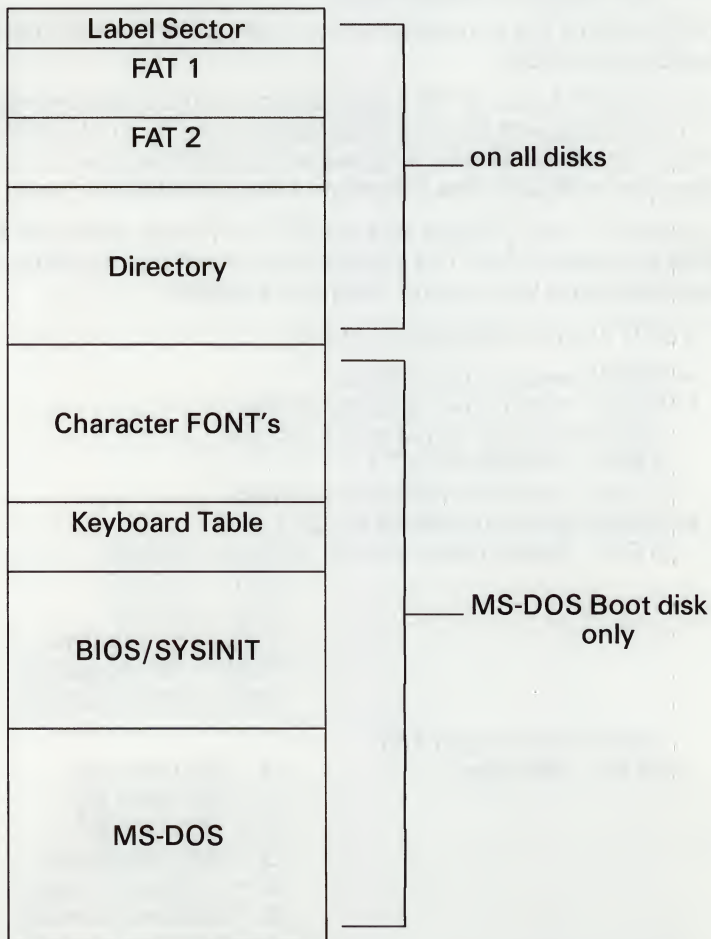 Label Sector
FAT 1
FAT 2
on all disks
Directory
Character FONT's
Keyboard Table
MS-DOS Boot disk
only
BIOS/SYSINIT
MS-DOS